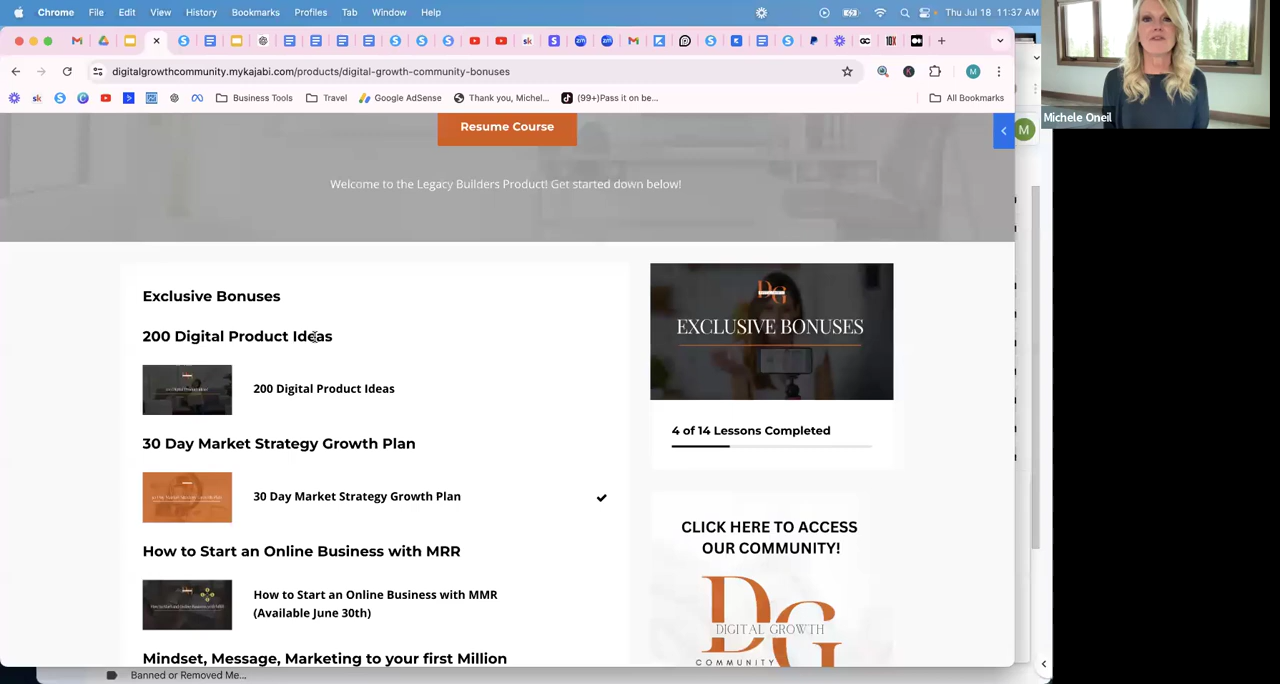 Chrome File Edit View History Bookmarks Profiles Tab Window Help
Thu Jul 18 11:37 AM
digitalgrowthcommunity.mykajabi.com/products/digital-growth-community-bonuses
Business Tools Travel Google AdSense Thank you, Michel... (99+)Pass it on be... All Bookmarks
Michele Oneil
Resume Course
Welcome to the Legacy Builders Product! Get started down below!
Exclusive Bonuses
200 Digital Product Ideas
200 Digital Product Ideas
30 Day Market Strategy Growth Plan
30 Day Market Strategy Growth Plan
How to Start an Online Business with MRR
How to Start an Online Business with MMR
(Available June 30th)
Mindset, Message, Marketing to your first Million
DG
EXCLUSIVE BONUSES
4 of 14 Lessons Completed
CLICK HERE TO ACCESS
OUR COMMUNITY!
DG
DIGITAL GROWTH
COMMUNITY
Banned or Removed Me...